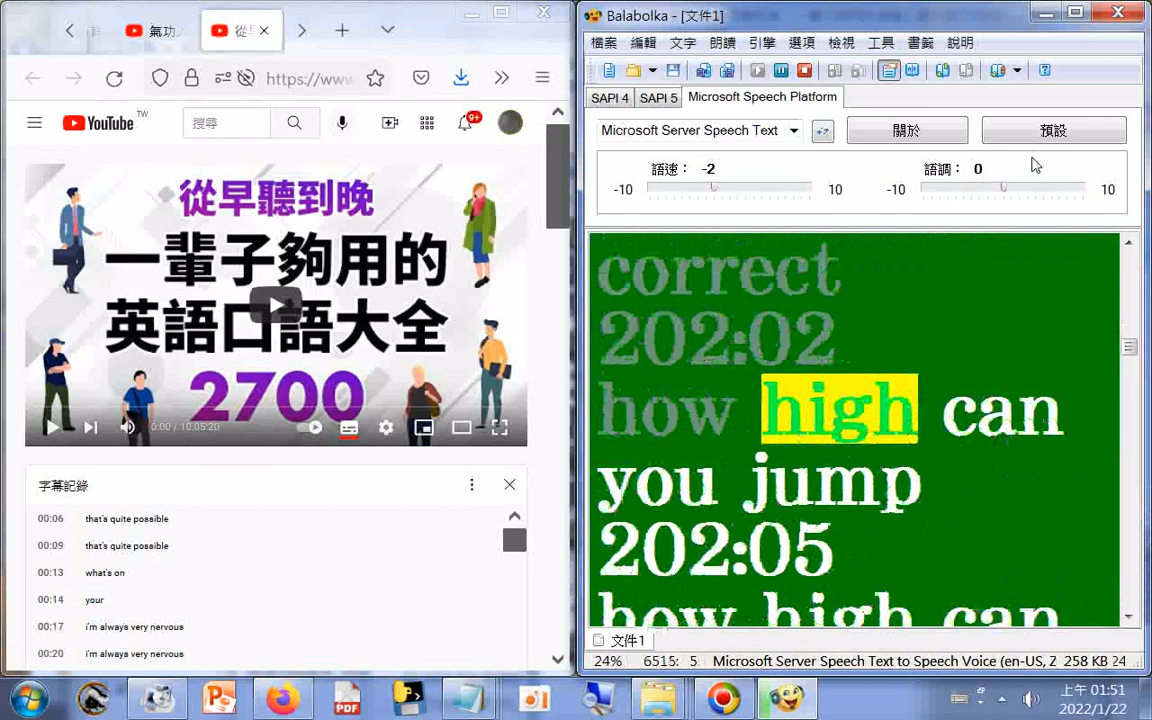 氣功
從
https://www
YouTube TW
搜尋
9+
從早聽到晚
一輩子夠用的
英語口語大全
2700
0:00 / 10:05:20
字幕記錄
00:06 that's quite possible
00:09 that's quite possible
00:13 what's on
00:14 your
00:17 i'm always very nervous
00:20 i'm always very nervous
Balabolka - [文件1]
檔案 編輯 文字 朗讀 引擎 選項 檢視 工具 書籤 說明
SAPI 4 SAPI 5 Microsoft Speech Platform
Microsoft Server Speech Text 關於 預設
語速： -2 語調： 0
-10 10 -10 10
correct
202:02
how high can
you jump
202:05
how high can
文件1
24% 6515: 5 Microsoft Server Speech Text to Speech Voice (en-US, Z 258 KB 24
PDF
上午 01:51
2022/1/22